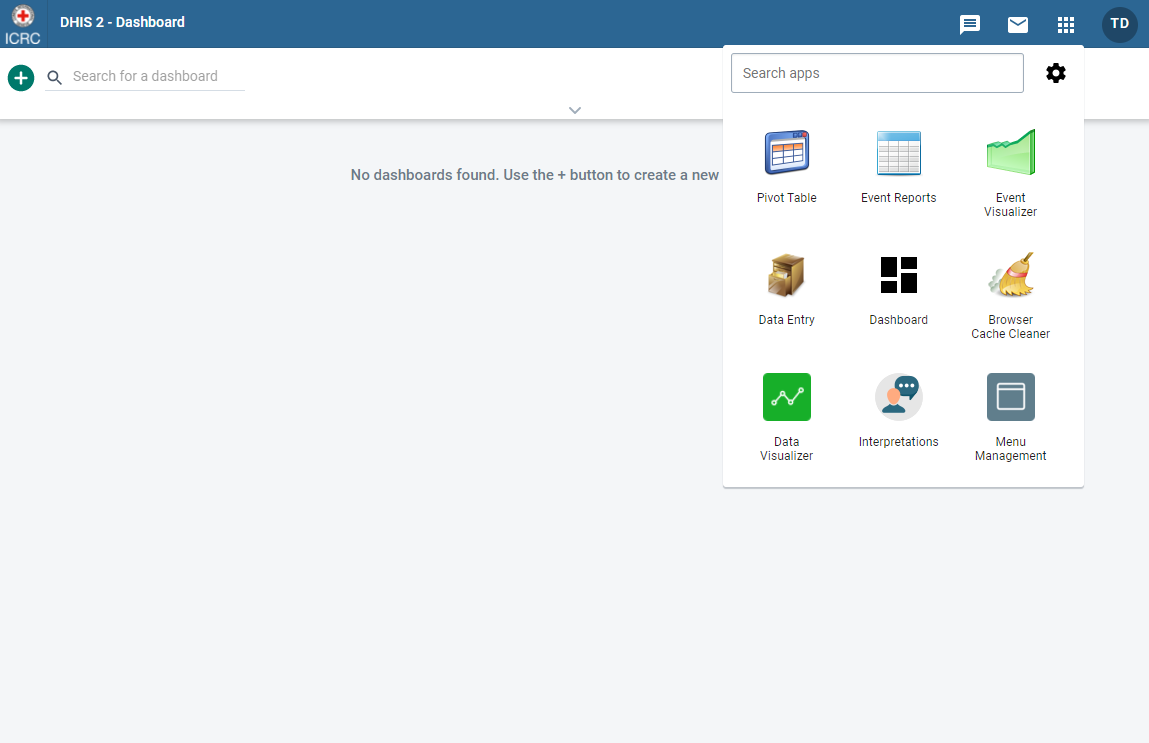 ICRC
DHIS 2 - Dashboard
TD
Search for a dashboard
Search apps
No dashboards found. Use the + button to create a new
Pivot Table
Event Reports
Event
Visualizer
Data Entry
Dashboard
Browser
Cache Cleaner
Data
Visualizer
Interpretations
Menu
Management